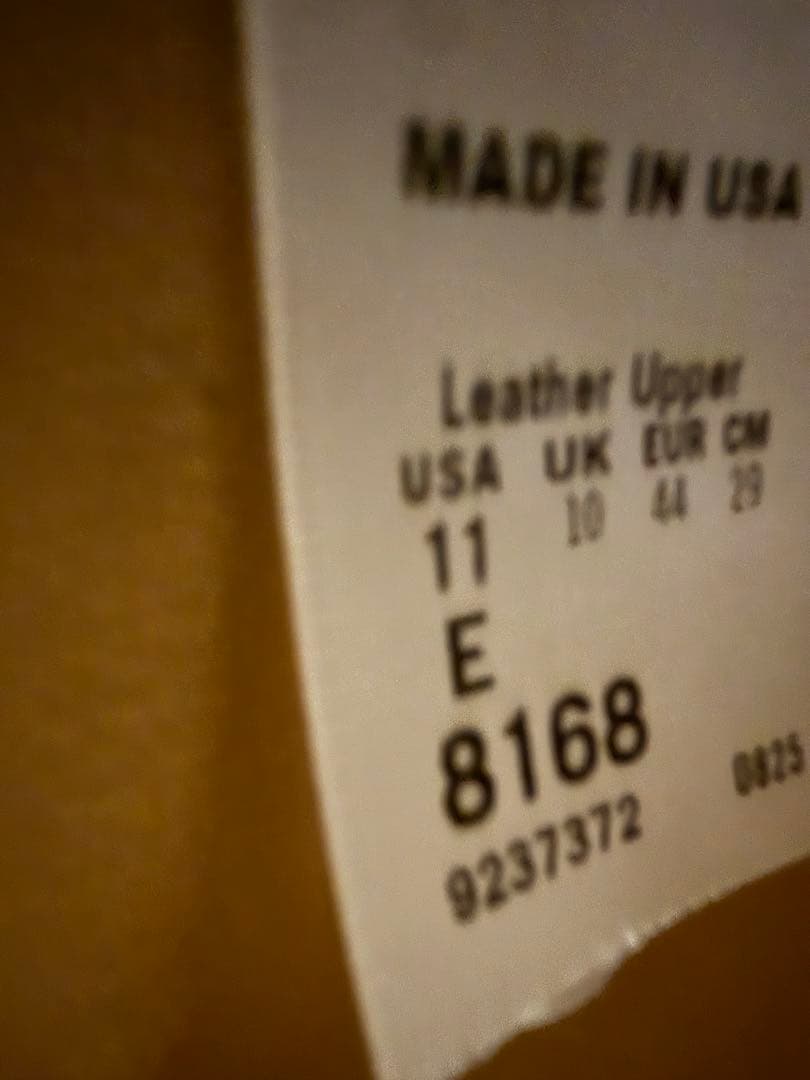 MADE IN USA
Leather Upper
USA UK EUR CM
11 10 44 29
E
8168
0825
9237372